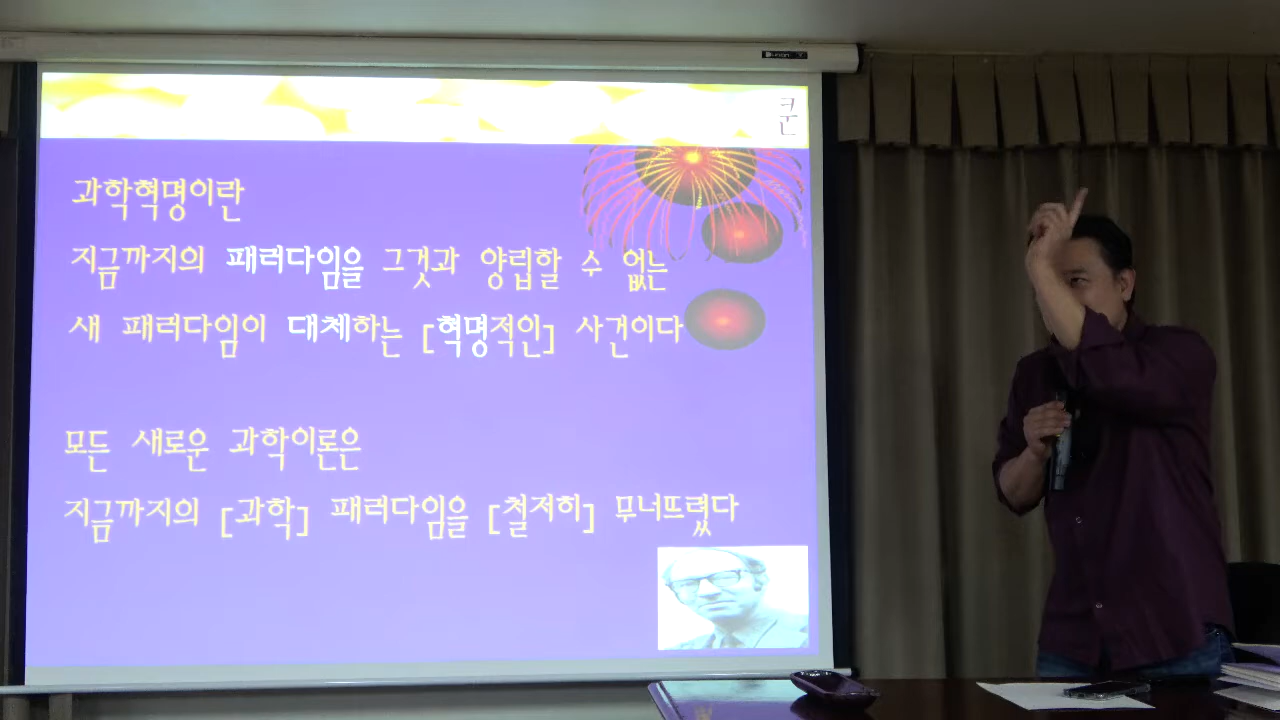 쿤
과학혁명이란
지금까지의 패러다임을 그것과 양립할 수 없는
새 패러다임이 대체하는 [혁명적인] 사건이다
모든 새로운 과학이론은
지금까지의 [과학] 패러다임을 [철저히] 무너뜨렸다